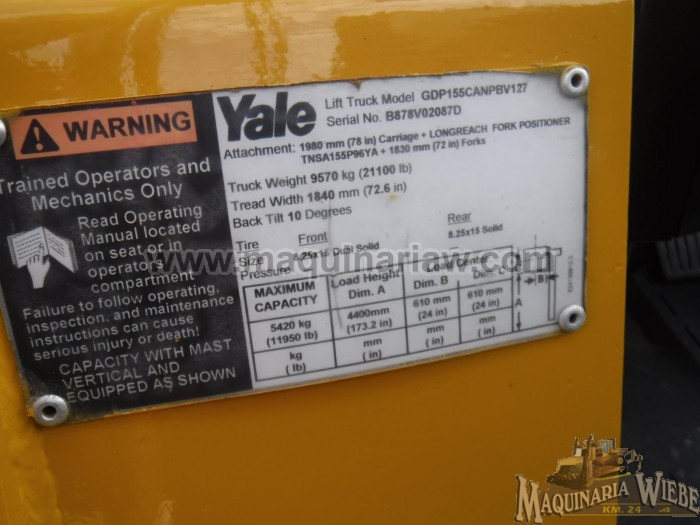 WARNING
Trained Operators and
Mechanics Only
Read Operating
Manual located
on seat or in
operators
compartment
Failure to follow operating,
inspection, and maintenance
instructions can cause
serious injury or death!
CAPACITY WITH MAST
VERTICAL AND
EQUIPPED AS SHOWN
Yale
Lift Truck Model GDP155CANPBV127
Serial No. B878V02087D
Attachment: 1980 mm (78 in) Carriage + LONGREACH FORK POSITIONER
TNSA155P96YA + 1830 mm (72 in) Forks
Truck Weight 9570 kg (21100 lb)
Tread Width 1840 mm (72.6 in)
Back Tilt 10 Degrees
Tire Front Rear
Size Dual Solid 8.25x15 Solid
Pressure
MAXIMUM CAPACITY
Load Height Dim. A
Load Center
Dim. B Dim. C
5420 kg 4400mm 610 mm 610 mm
(11950 lb) (173.2 in) (24 in) (24 in)
kg mm mm mm
(lb) (in) (in) (in)
B
A
www.maquinariaw.com
MAQUINARIA WIEBE
KM. 24